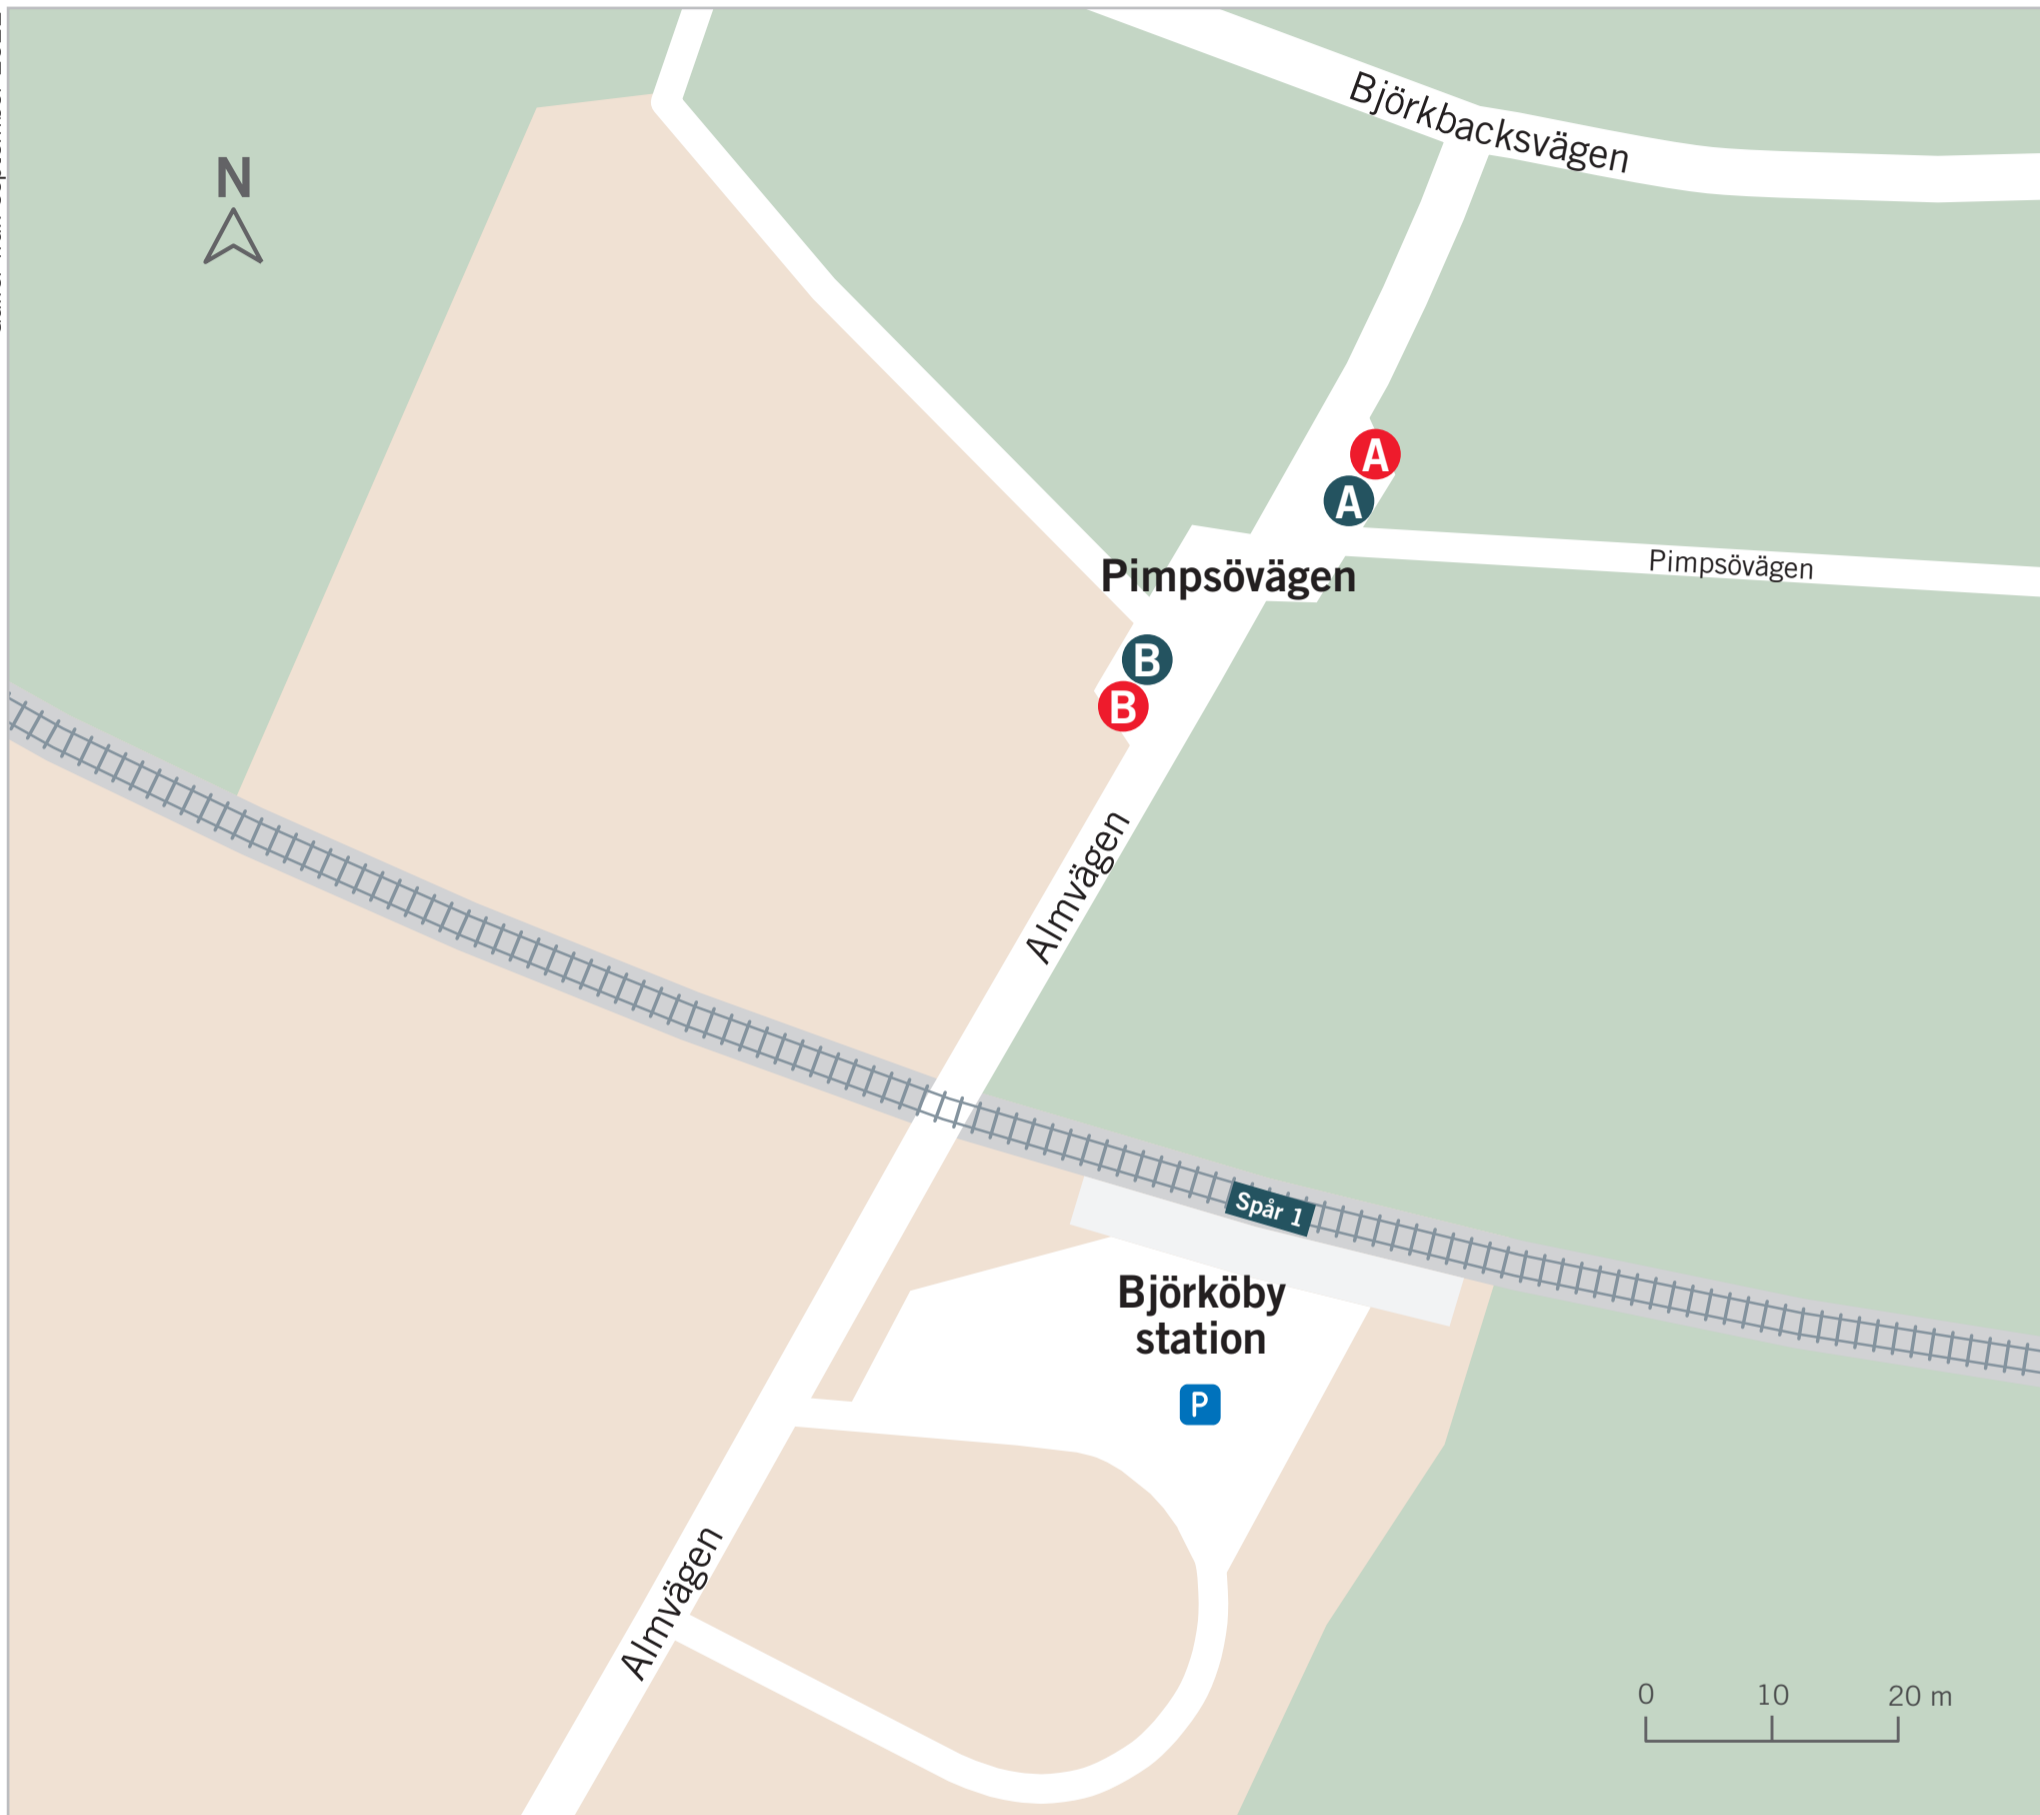 N
Björkbacksvägen
A
A
Pimpsövägen
Pimpsövägen
B
B
Almvägen
Spår 1
Björköby
station
P
Almvägen
0 10 20 m